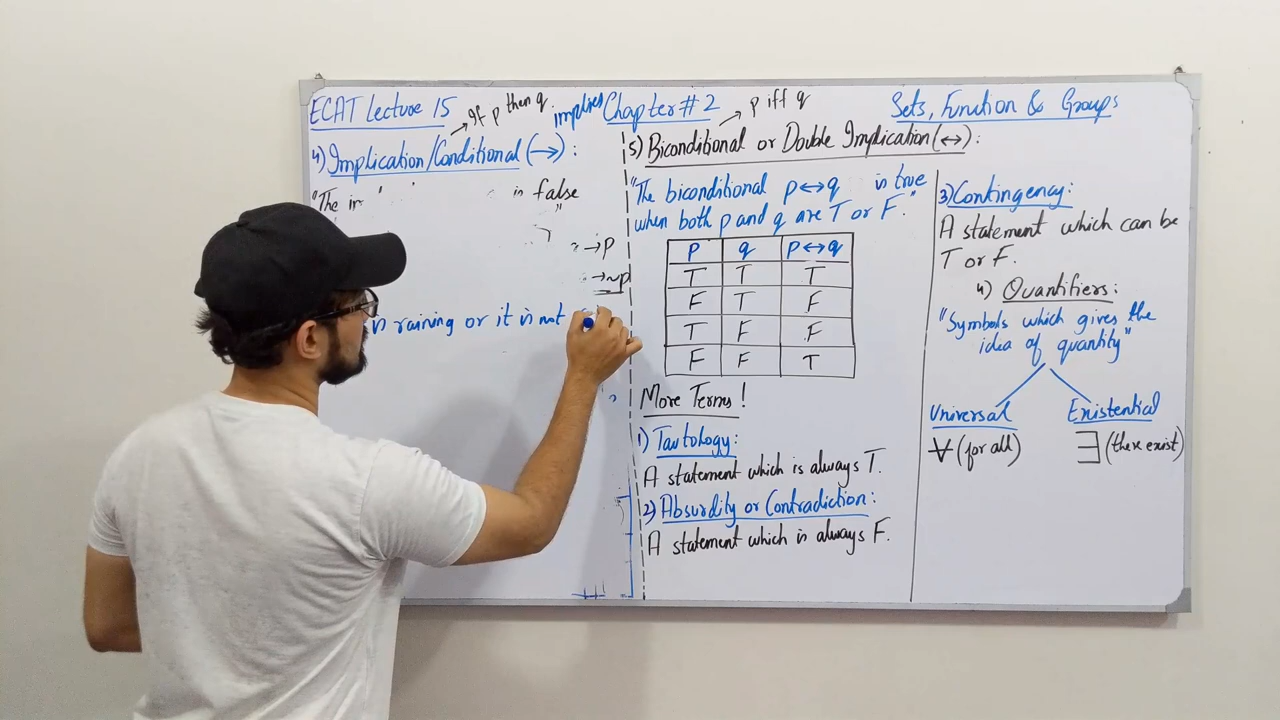 ECAT Lecture 15
If p then q
implies
Chapter # 2
p iff q
Sets, Function & Groups
4) Implication/Conditional (→):
"The
is false
"
→p
→~p
is raining or it is not
5) Biconditional or Double Implication (↔):
"The biconditional p↔q is true
when both p and q are T or F."
p q p↔q
T T T
F T F
T F F
F F T
More Terms!
1) Tautology:
A statement which is always T.
2) Absurdity or Contradiction:
A statement which is always F.
3) Contingency:
A statement which can be
T or F.
4) Quantifiers:
"Symbols which gives the
idea of quantity"
Universal
∀ (for all)
Existential
∃ (there exist)